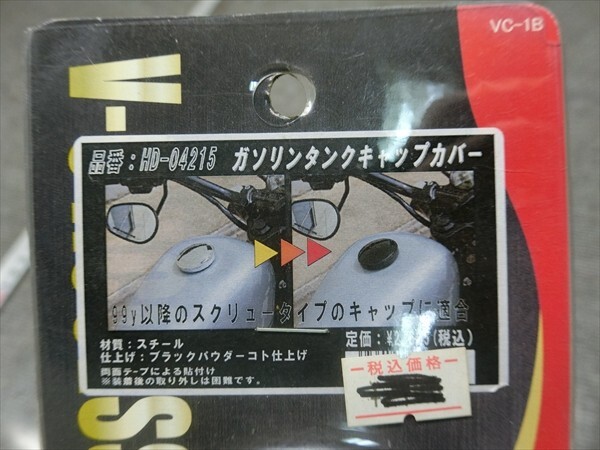 VC-1B
品番：HD-04215 ガソリンタンクキャップカバー
99y以降のスクリュータイプのキャップに適合
材質：スチール
仕上げ：ブラックパウダーコト仕上げ
両面テープによる貼付け
※装着後の取り外しは困難です。
定価：¥2 (税込)
税込価格